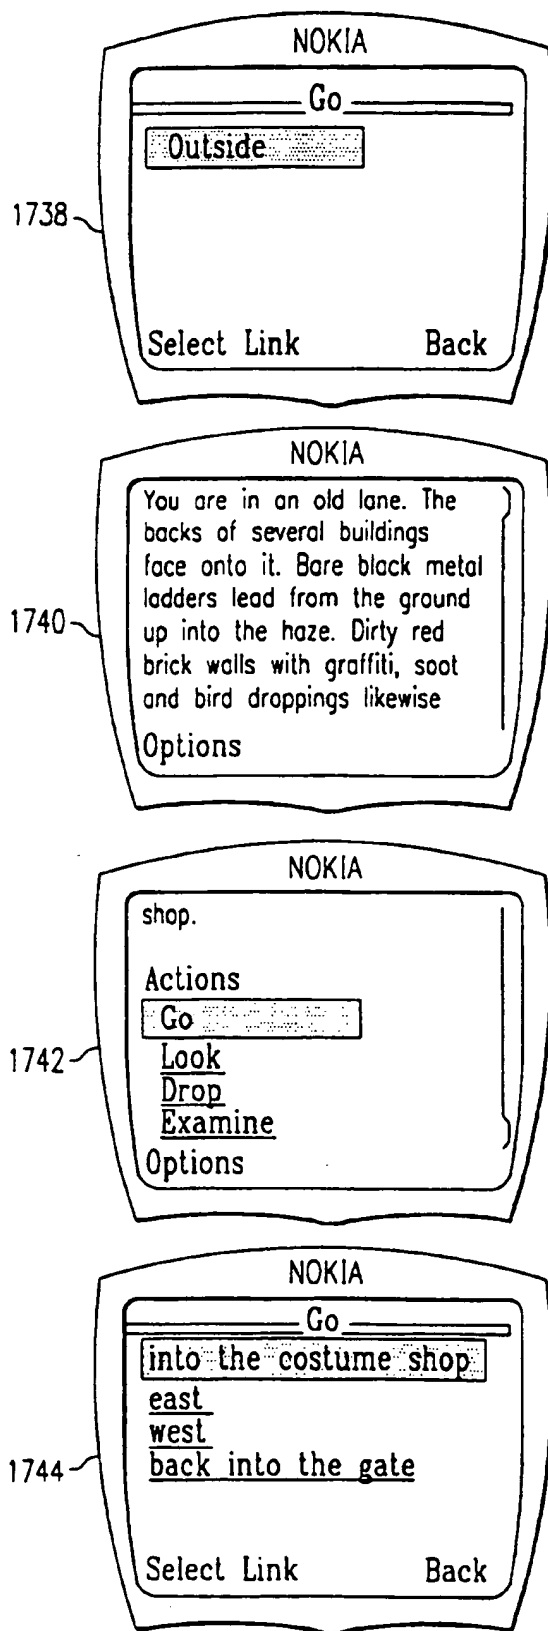 NOKIA
Go
Outside
1738
Select Link Back
NOKIA
You are in an old lane. The
backs of several buildings
face onto it. Bare black metal
ladders lead from the ground
1740
up into the haze. Dirty red
brick walls with graffiti, soot
and bird droppings likewise
Options
NOKIA
shop.
Actions
Go
1742
Look
Drop
Examine
Options
NOKIA
Go
into the costume shop
east
west
1744
back into the gate
Select Link Back